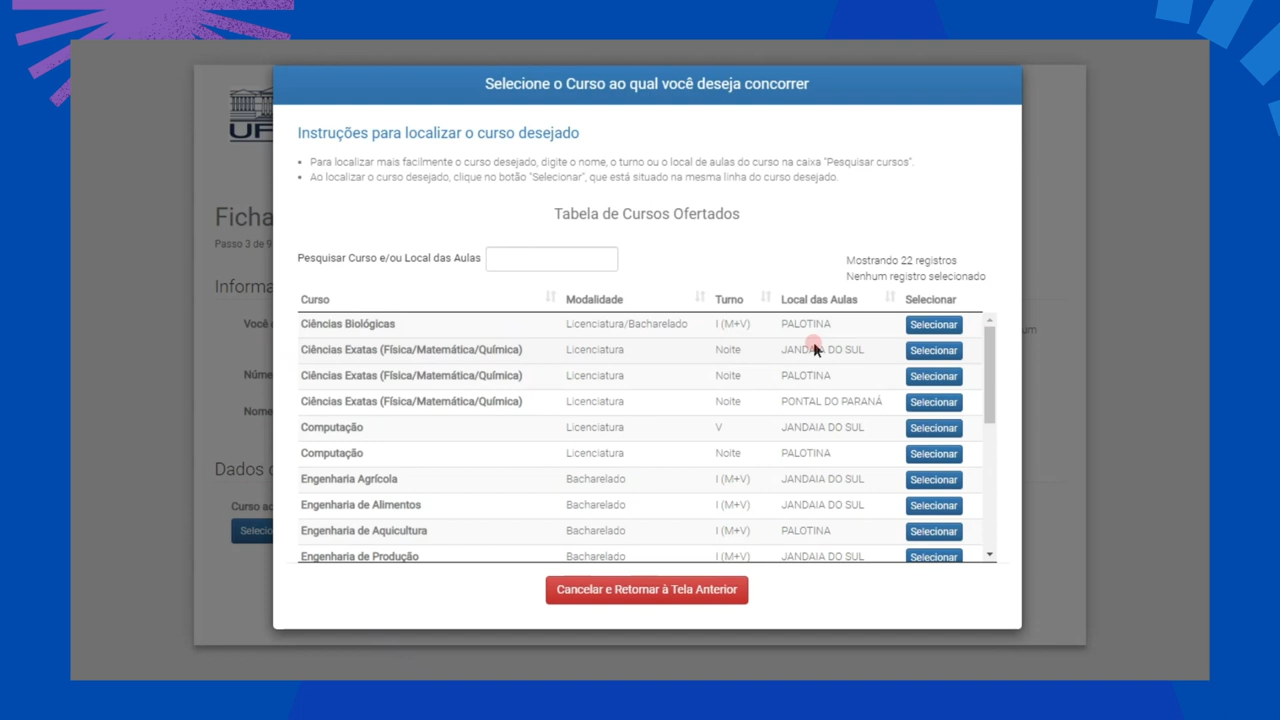 Selecione o Curso ao qual você deseja concorrer
Instruções para localizar o curso desejado
• Para localizar mais facilmente o curso desejado, digite o nome, o turno ou o local de aulas do curso na caixa "Pesquisar cursos".
• Ao localizar o curso desejado, clique no botão "Selecionar", que está situado na mesma linha do curso desejado.
Tabela de Cursos Ofertados
Pesquisar Curso e/ou Local das Aulas
Mostrando 22 registros
Nenhum registro selecionado
Curso Modalidade Turno Local das Aulas Selecionar
Ciências Biológicas Licenciatura/Bacharelado I (M+V) PALOTINA Selecionar
Ciências Exatas (Física/Matemática/Química) Licenciatura Noite JANDAIA DO SUL Selecionar
Ciências Exatas (Física/Matemática/Química) Licenciatura Noite PALOTINA Selecionar
Ciências Exatas (Física/Matemática/Química) Licenciatura Noite PONTAL DO PARANÁ Selecionar
Computação Licenciatura V JANDAIA DO SUL Selecionar
Computação Licenciatura Noite PALOTINA Selecionar
Engenharia Agrícola Bacharelado I (M+V) JANDAIA DO SUL Selecionar
Engenharia de Alimentos Bacharelado I (M+V) JANDAIA DO SUL Selecionar
Engenharia de Aquicultura Bacharelado I (M+V) PALOTINA Selecionar
Engenharia de Produção Bacharelado I (M+V) JANDAIA DO SUL Selecionar
Cancelar e Retornar à Tela Anterior
UF
Ficha
Passo 3 de 9
Informa
Você
um
Núme
Nome
Dados
Curso
Selecio